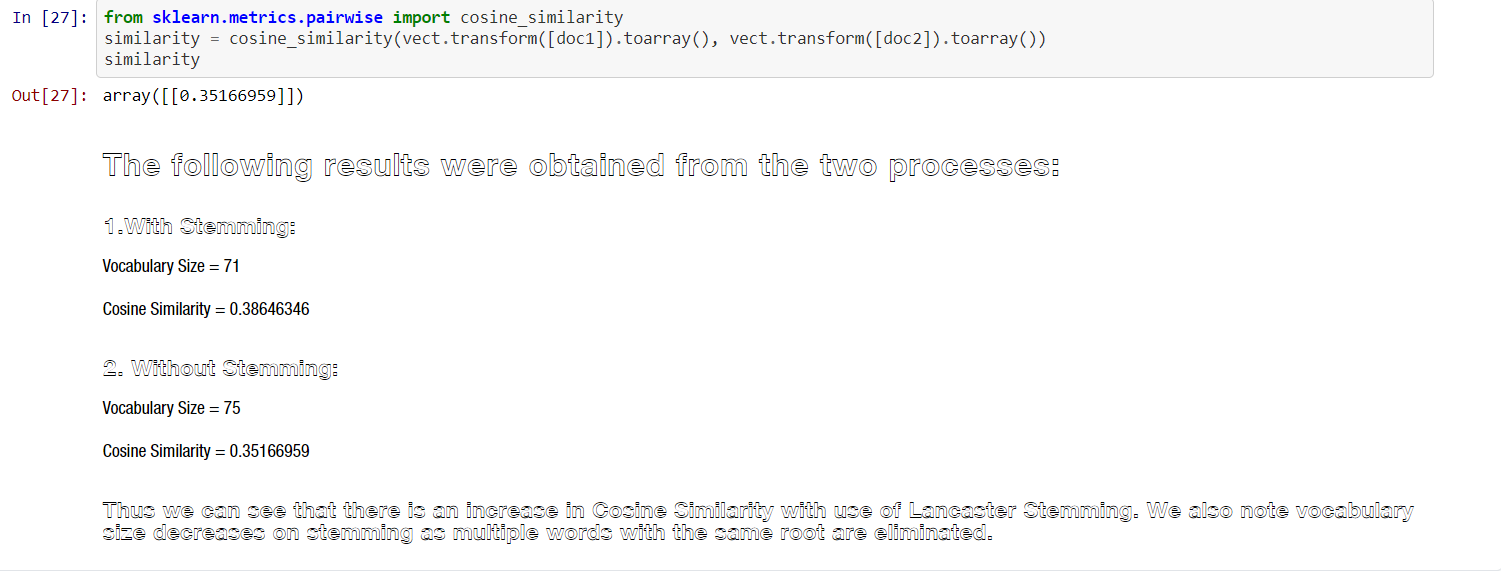 In [27]: from sklearn.metrics.pairwise import cosine_similarity
similarity = cosine_similarity(vect.transform([doc1]).toarray(), vect.transform([doc2]).toarray())
similarity
Out[27]: array([[0.35166959]])
The following results were obtained from the two processes:
1.With Stemming:
Vocabulary Size = 71
Cosine Similarity = 0.38646346
2. Without Stemming:
Vocabulary Size = 75
Cosine Similarity = 0.35166959
Thus we can see that there is an increase in Cosine Similarity with use of Lancaster Stemming. We also note vocabulary
size decreases on stemming as multiple words with the same root are eliminated.